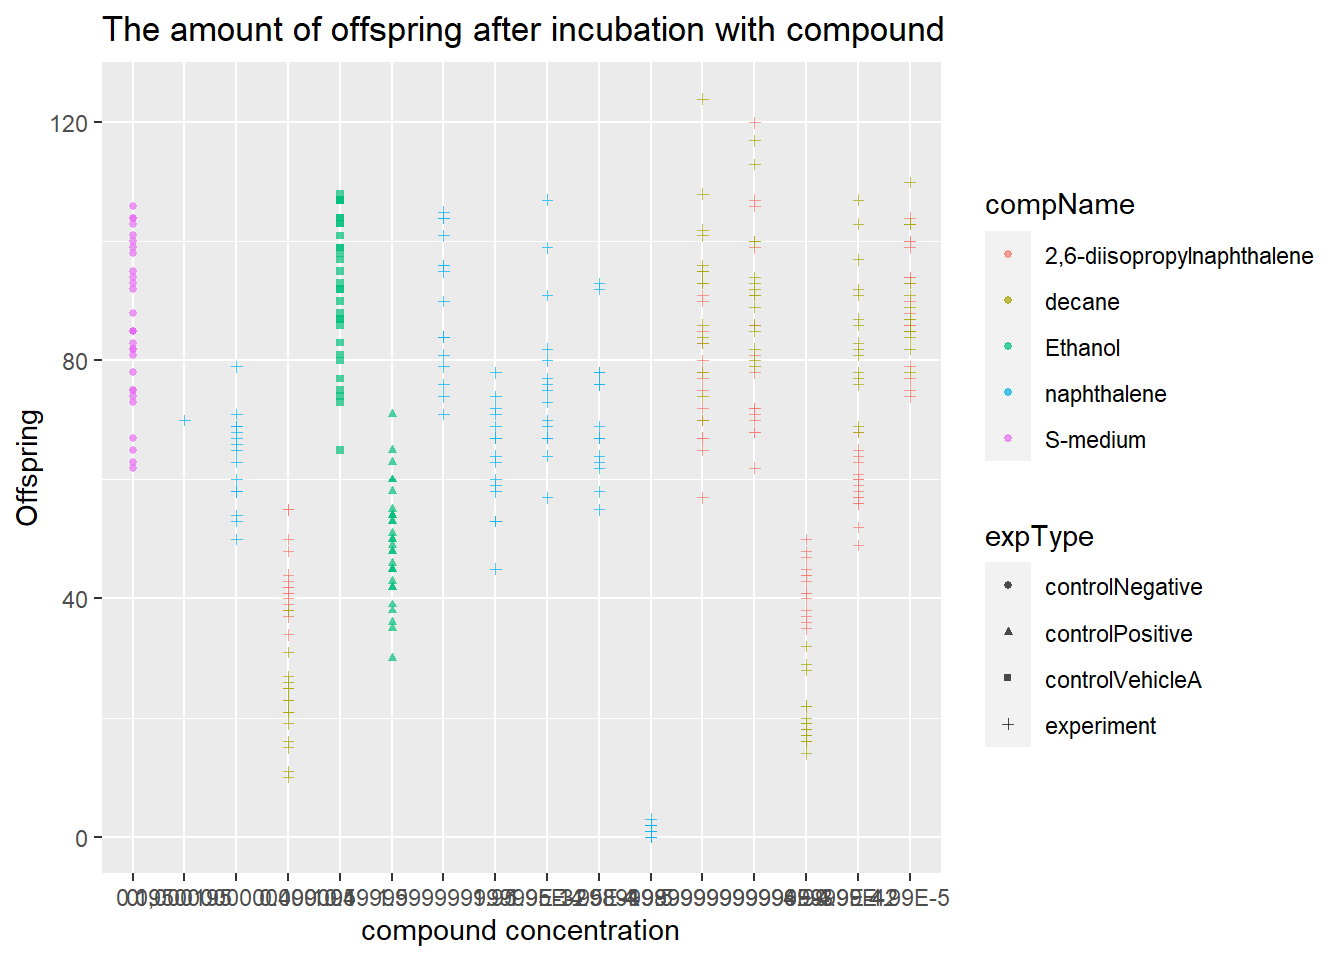 The amount of offspring after incubation with compound
Offspring
120
80
40
0
compound concentration
compName
2,6-diisopropylnaphthalene
decane
Ethanol
naphthalene
S-medium
expType
controlNegative
controlPositive
controlVehicleA
experiment